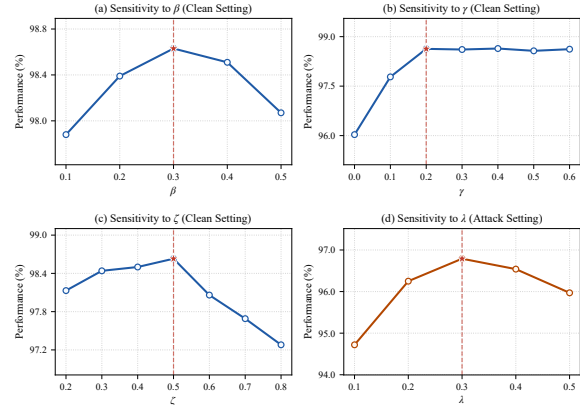 (a) Sensitivity to β (Clean Setting)
Performance (%)
98.8
98.4
98.0
0.1 0.2 0.3 0.4 0.5
β
(b) Sensitivity to γ (Clean Setting)
Performance (%)
99.0
97.5
96.0
0.0 0.1 0.2 0.3 0.4 0.5 0.6
γ
(c) Sensitivity to ζ (Clean Setting)
Performance (%)
99.0
98.4
97.8
97.2
0.2 0.3 0.4 0.5 0.6 0.7 0.8
ζ
(d) Sensitivity to λ (Attack Setting)
Performance (%)
97.0
96.0
95.0
94.0
0.1 0.2 0.3 0.4 0.5
λ